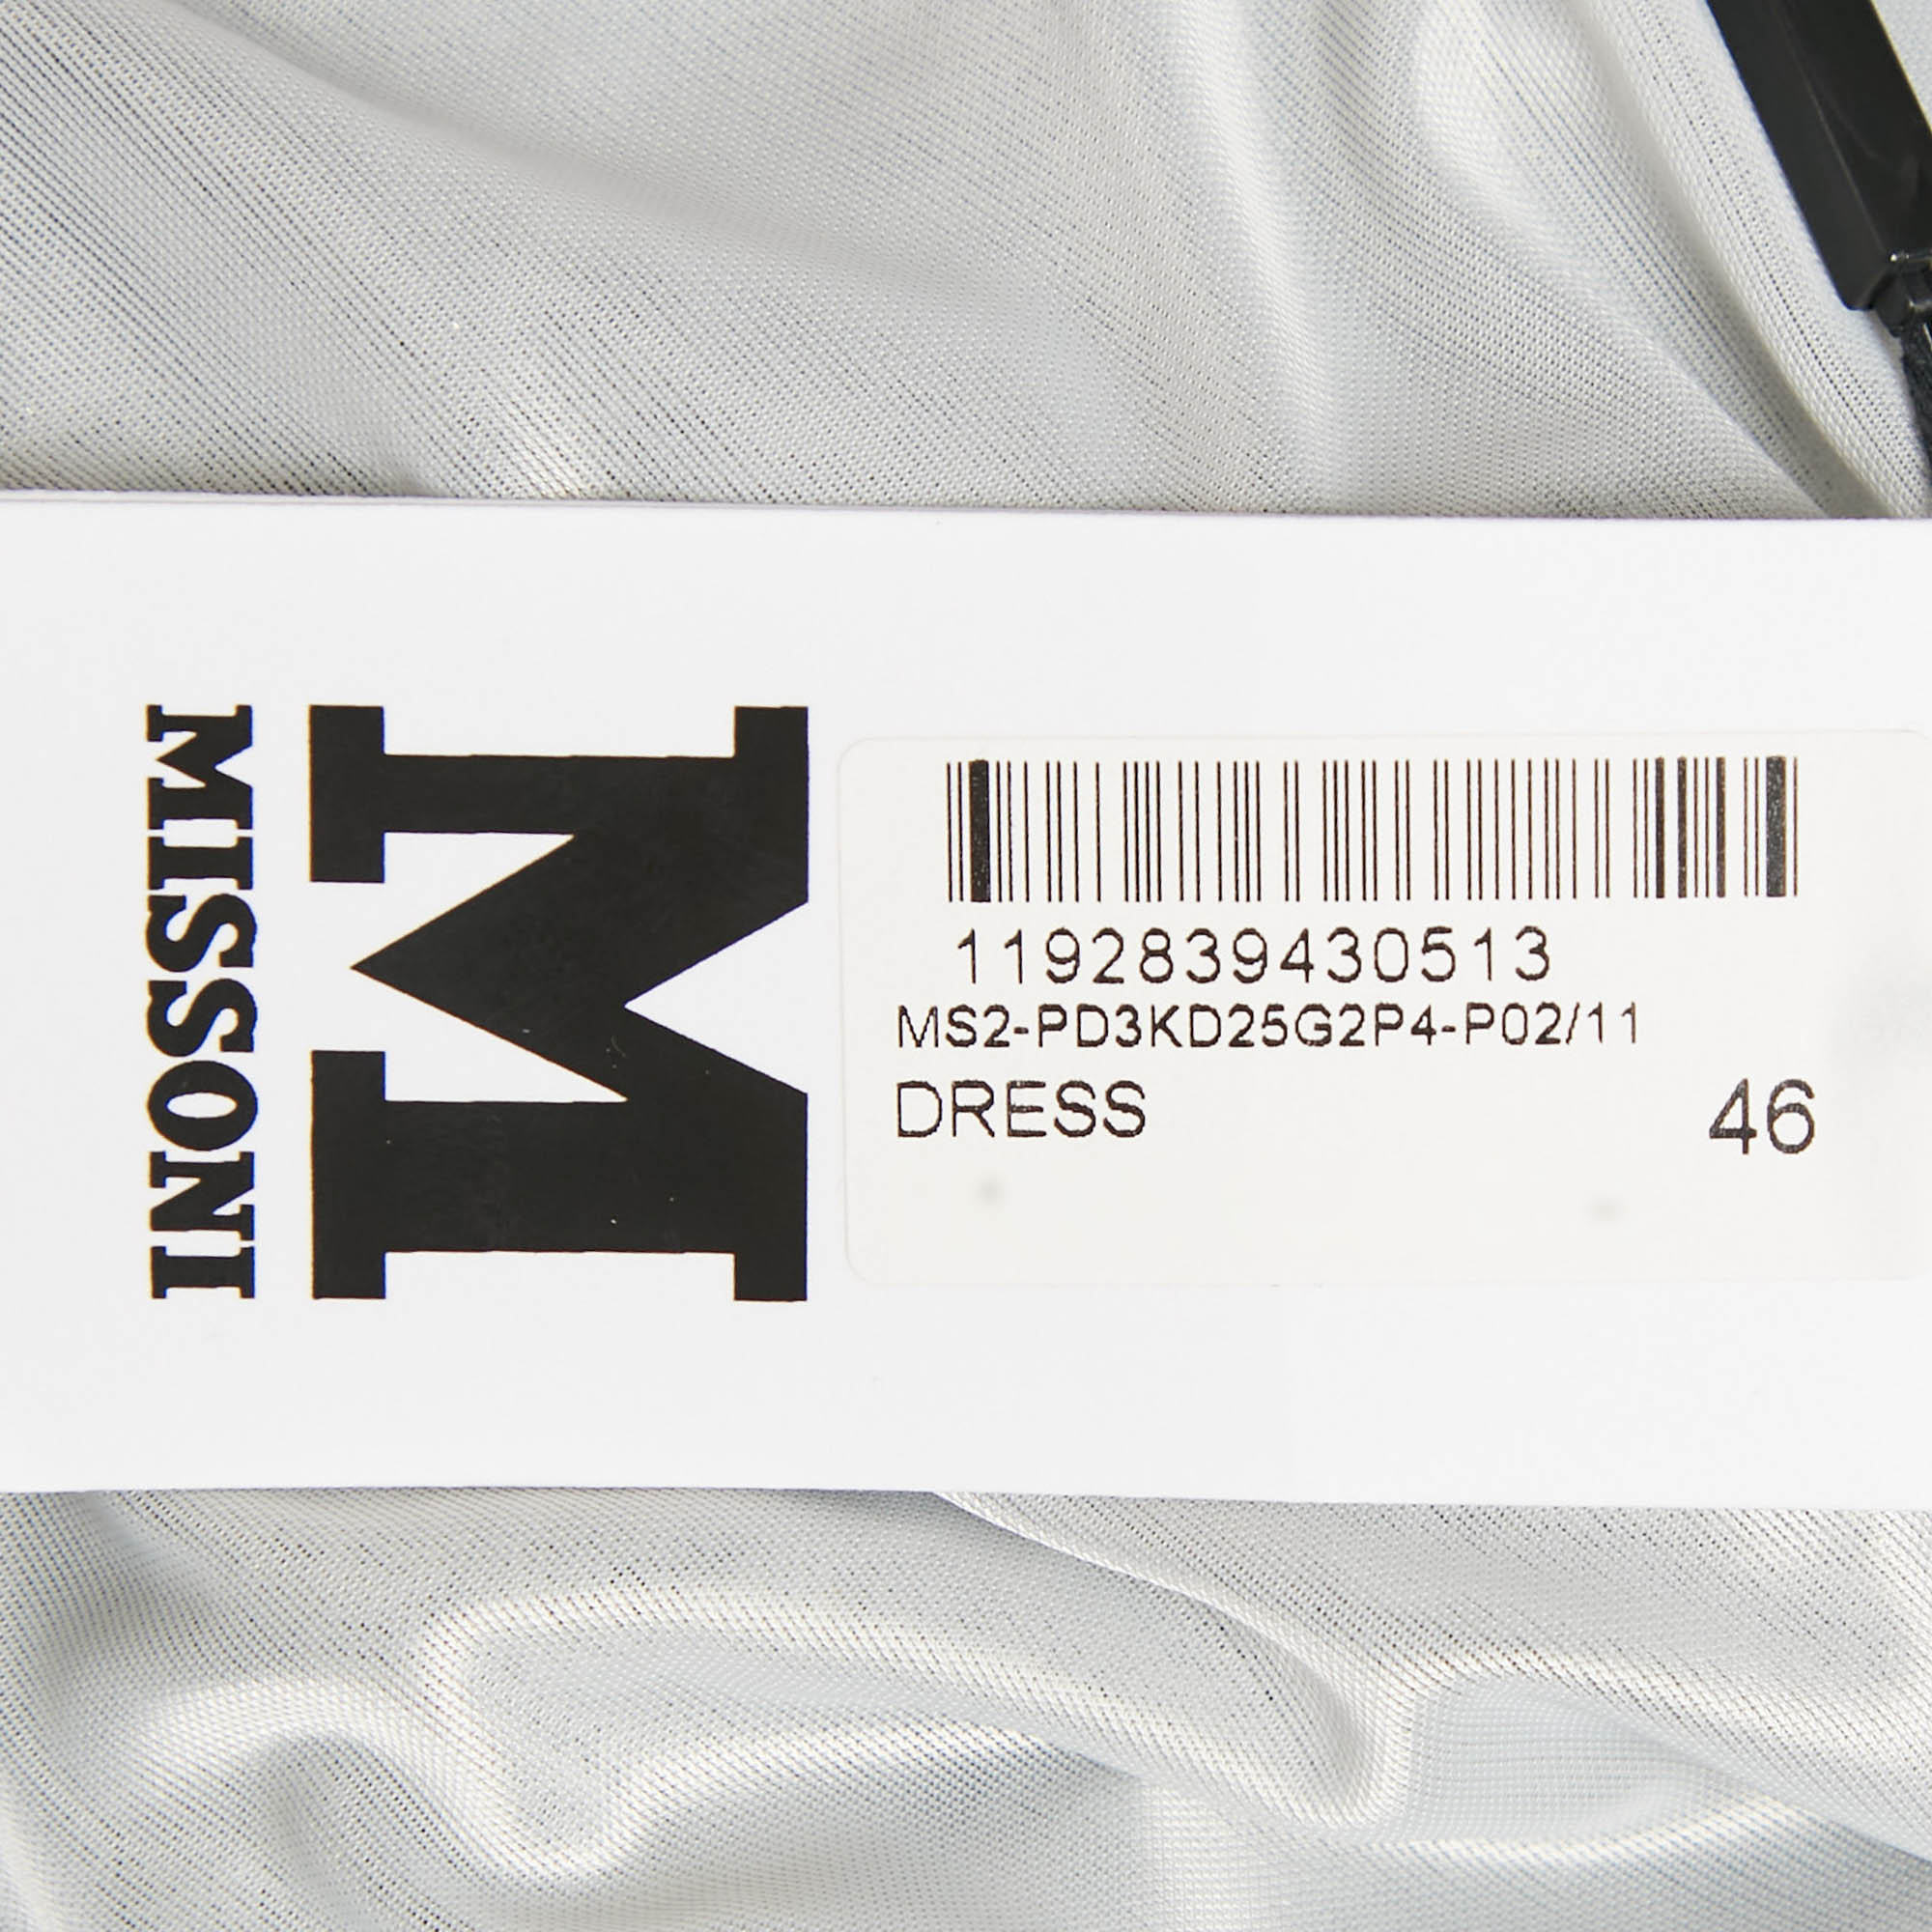 M
MISSONI
1192839430513
MS2-PD3KD25G2P4-P02/11
DRESS 46